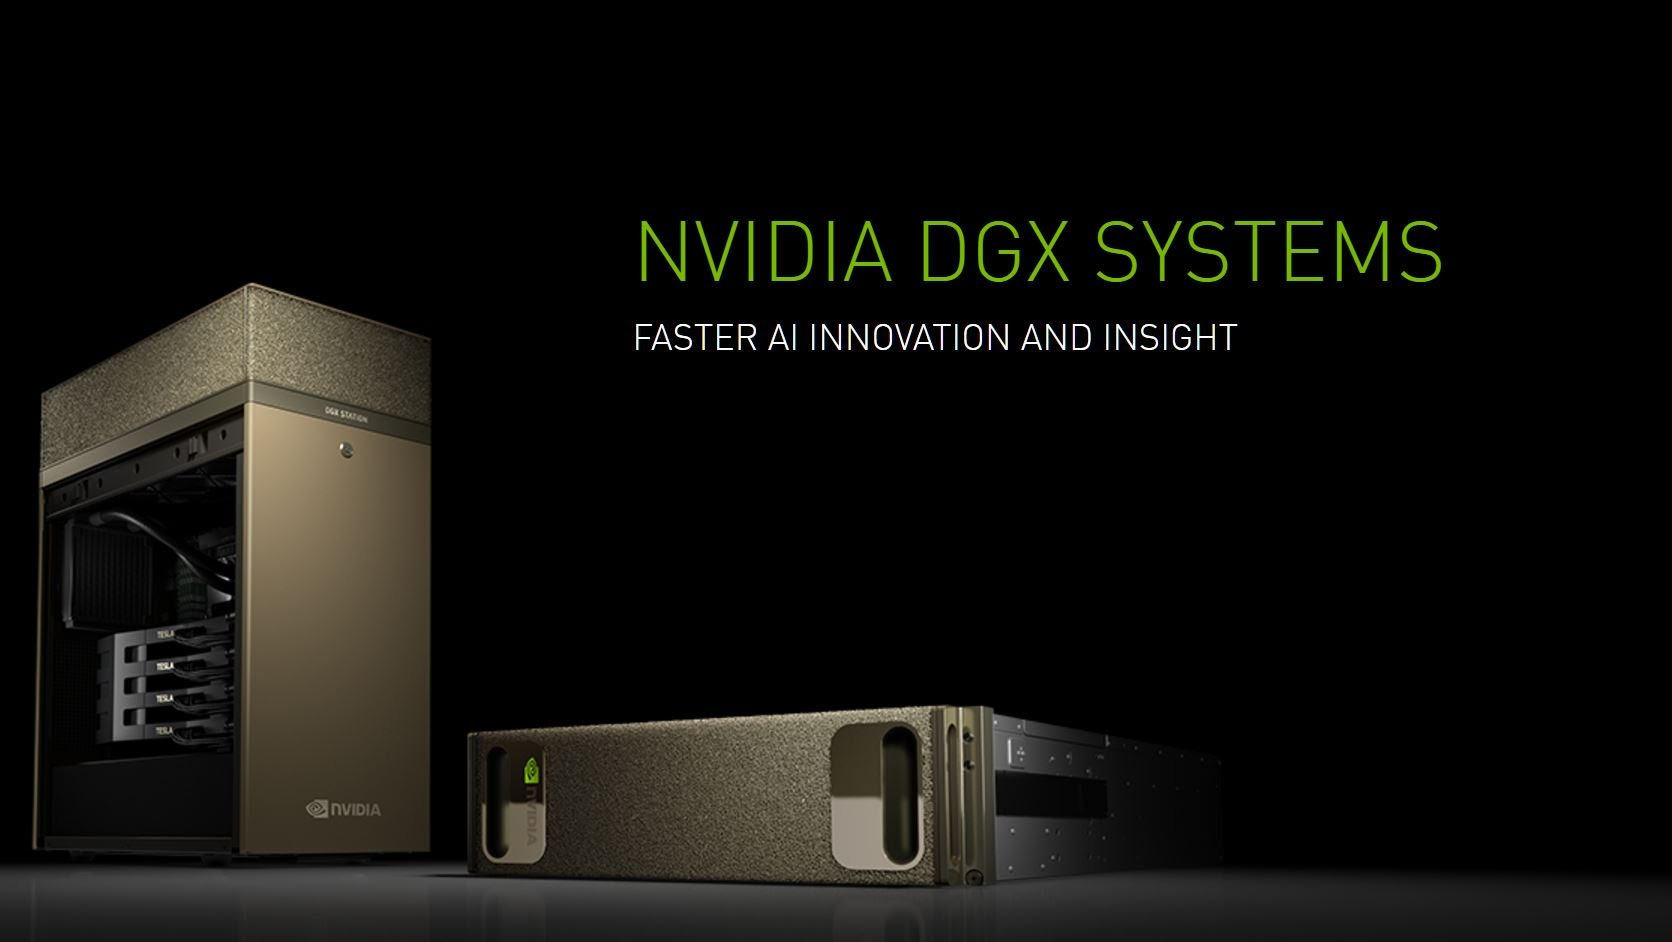 NVIDIA DGX SYSTEMS
FASTER AI INNOVATION AND INSIGHT
DGX STATION
TESLA
TESLA
TESLA
TESLA
NVIDIA
NVIDIA